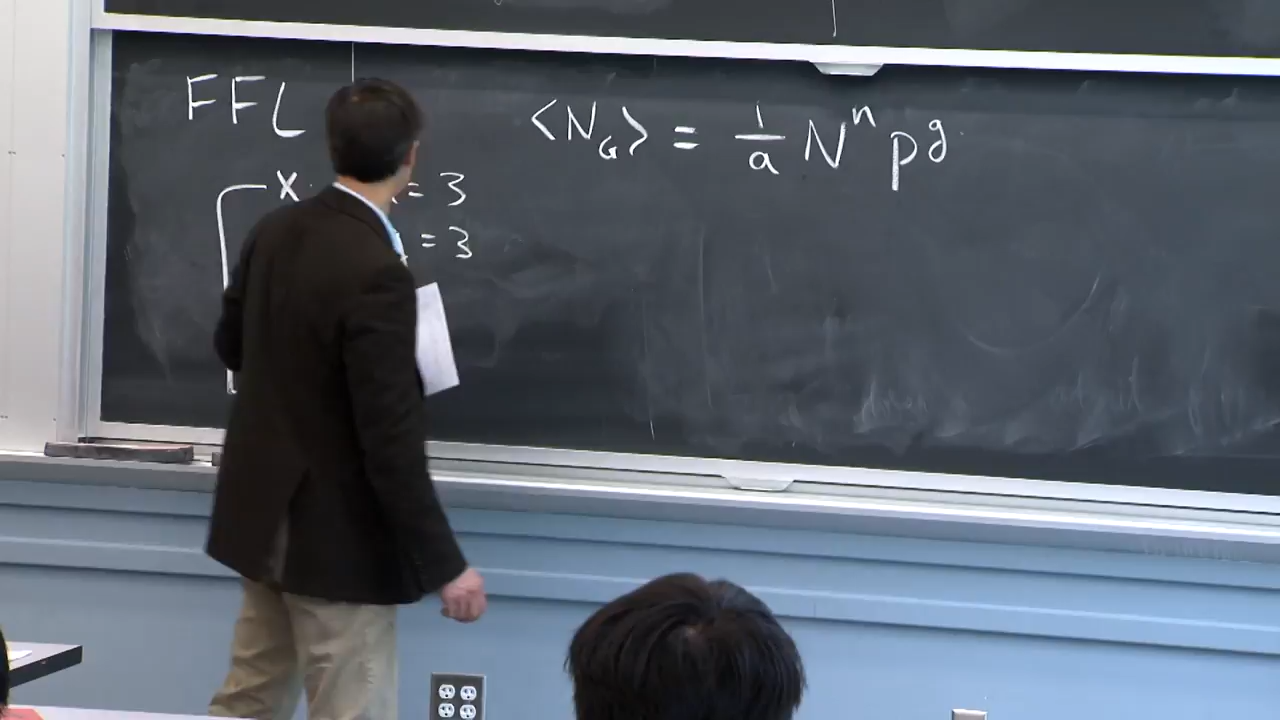 FFL
⟨N_G⟩ = 1/a N^n p^g
X = 3
= 3